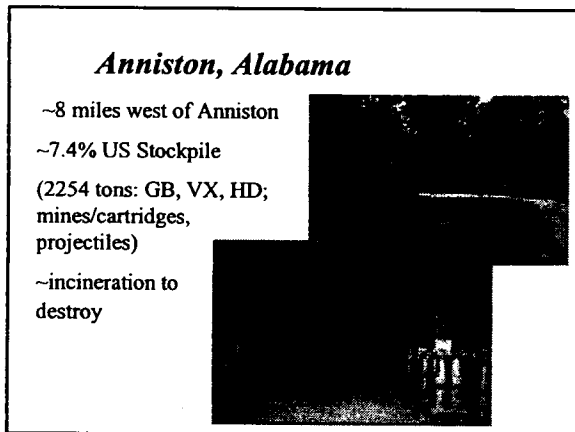 Anniston, Alabama
~8 miles west of Anniston
~7.4% US Stockpile
(2254 tons: GB, VX, HD;
mines/cartridges,
projectiles)
~incineration to
destroy